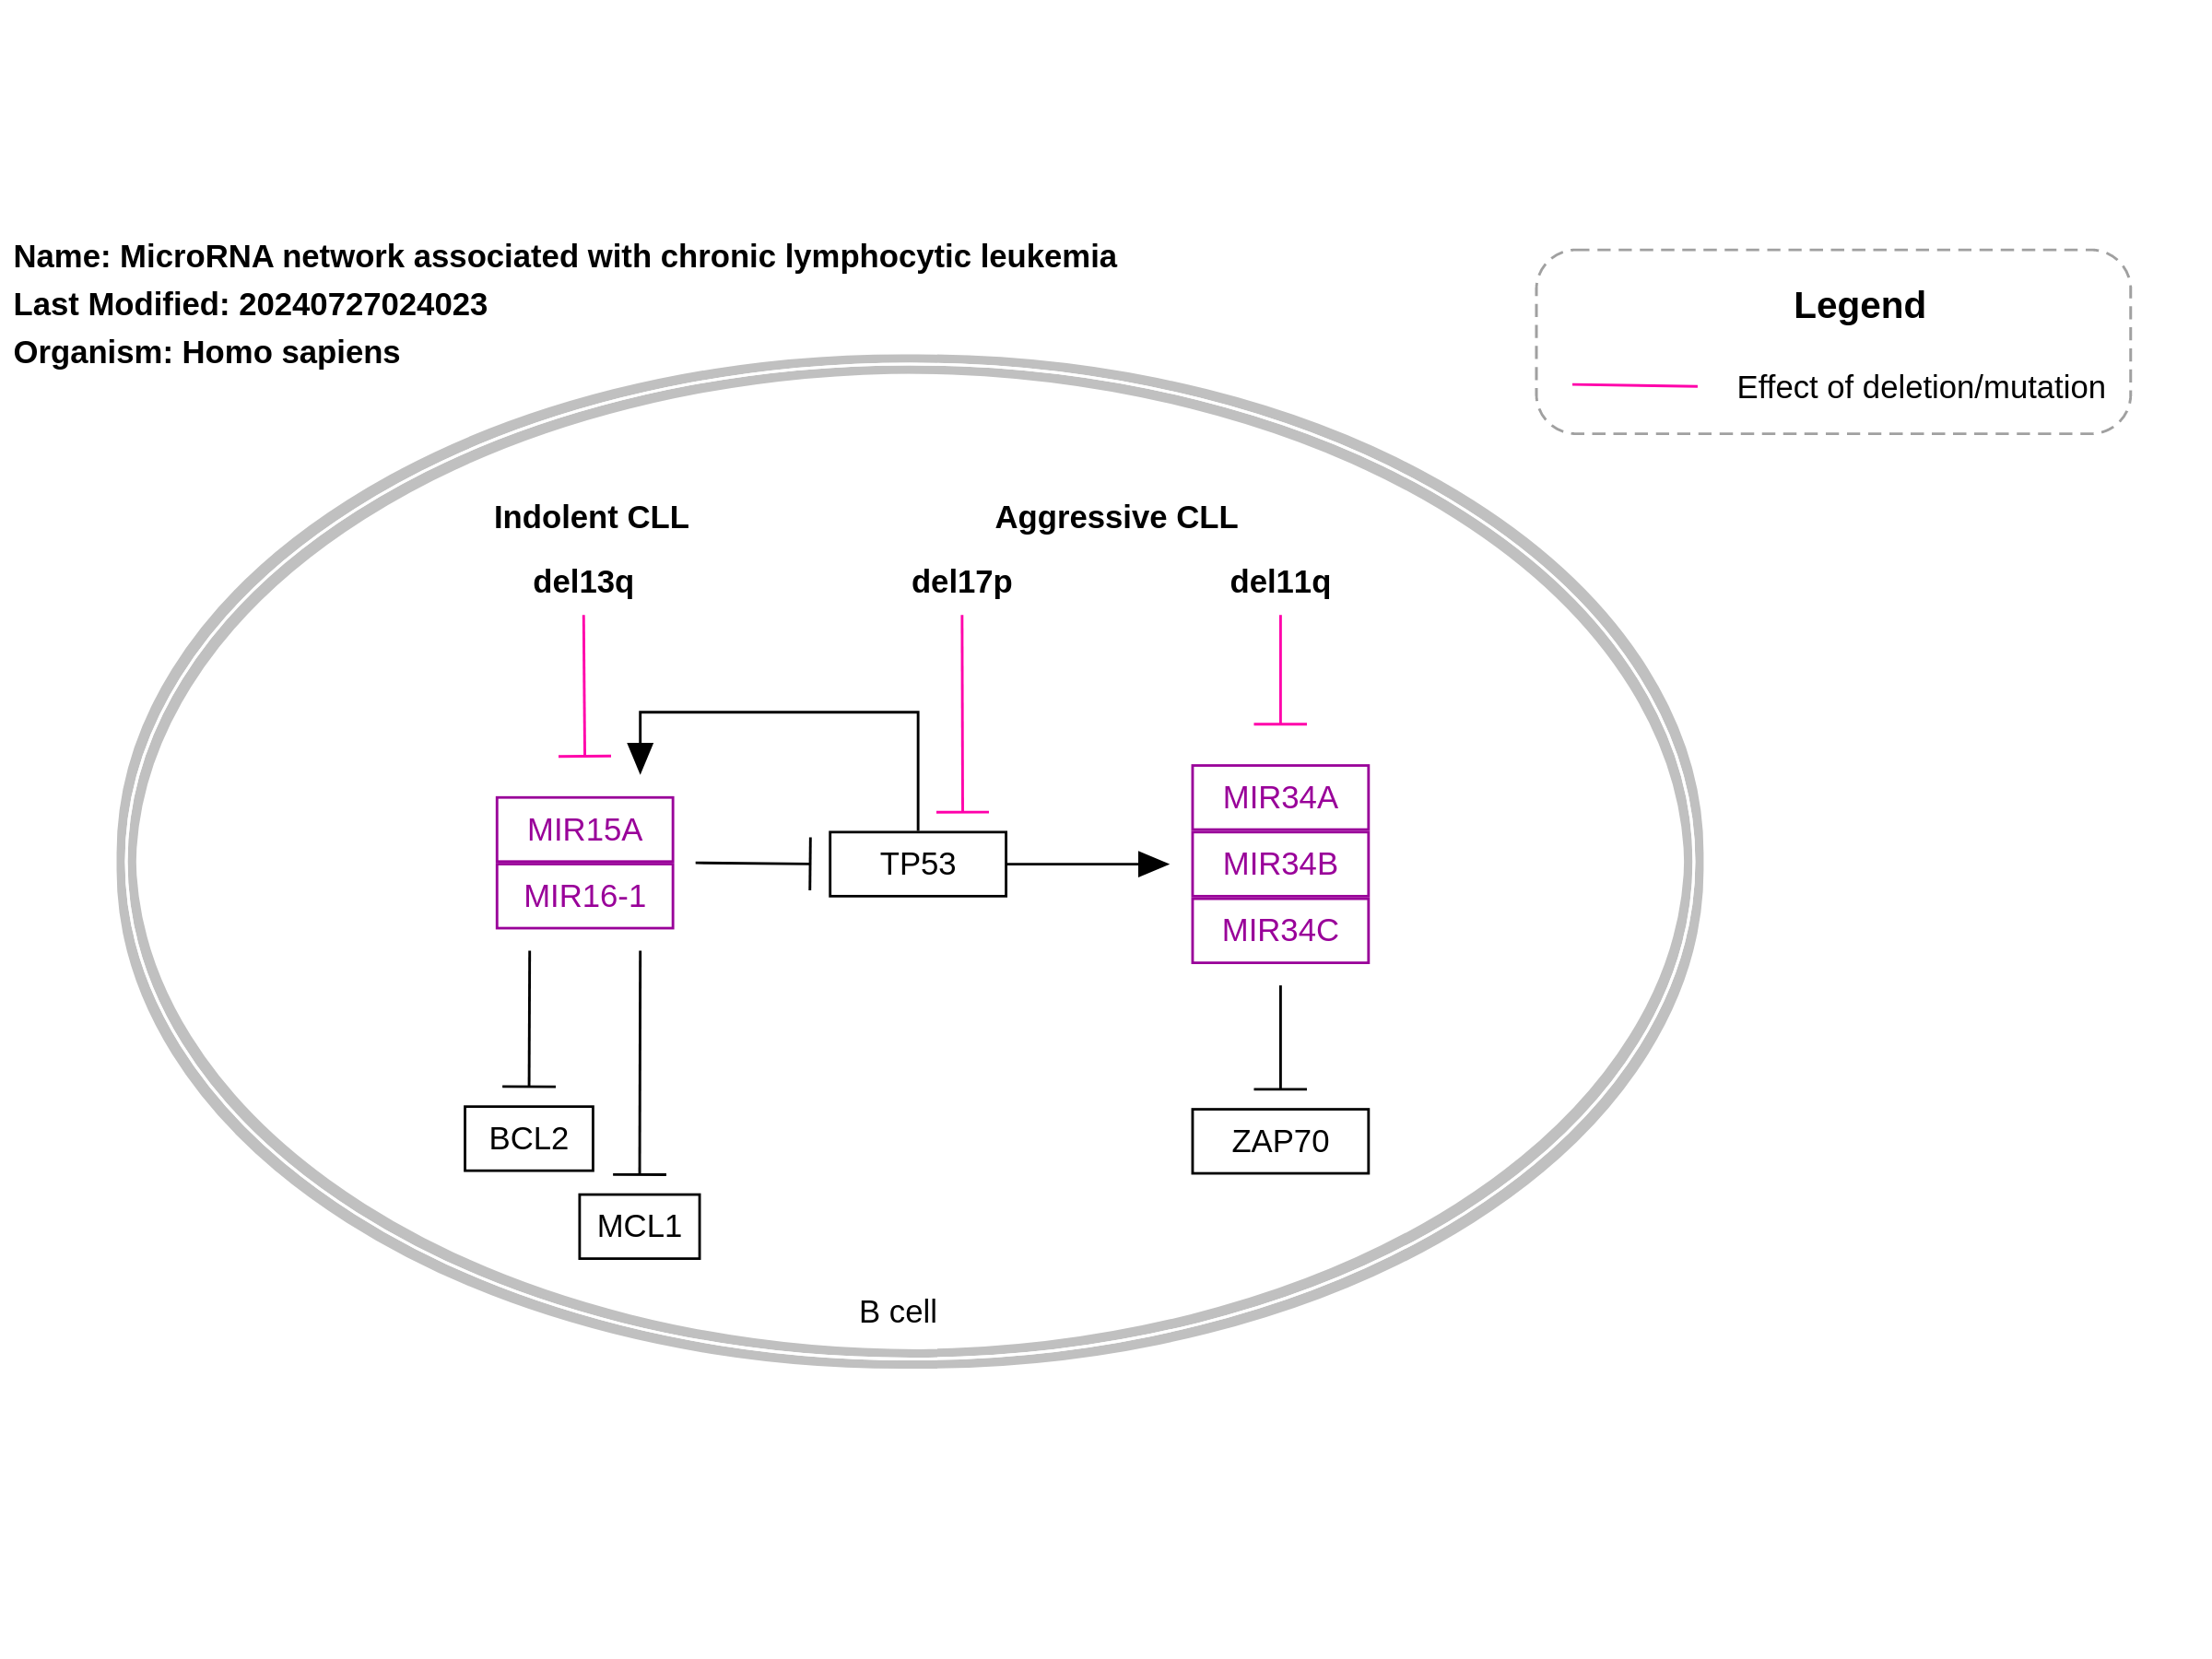 Name: MicroRNA network associated with chronic lymphocytic leukemia
Last Modified: 20240727024023
Organism: Homo sapiens
Legend
Effect of deletion/mutation
Indolent CLL
Aggressive CLL
del13q
del17p
del11q
MIR15A
MIR16-1
TP53
MIR34A
MIR34B
MIR34C
BCL2
MCL1
ZAP70
B cell